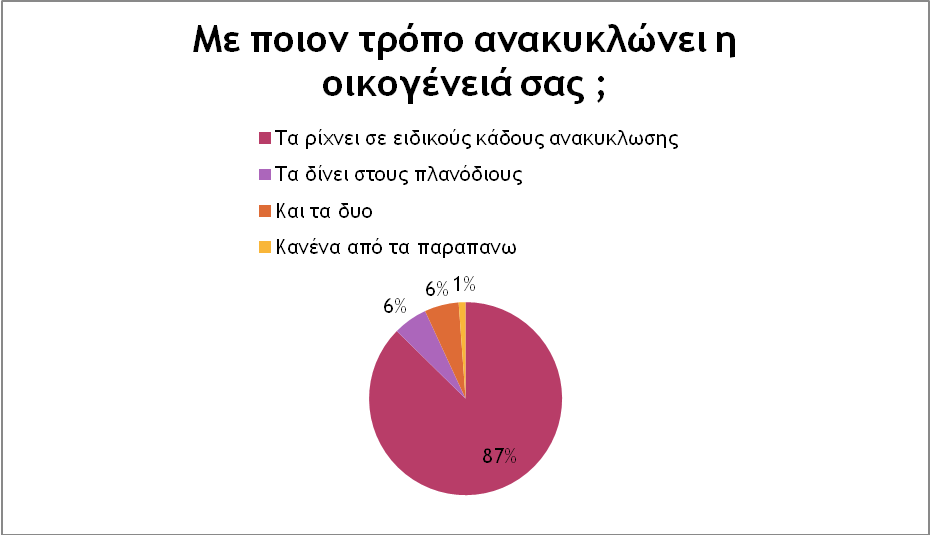 Με ποιον τρόπο ανακυκλώνει η
οικογένειά σας ;
Τα ρίχνει σε ειδικούς κάδους ανακυκλωσης
Τα δίνει στους πλανόδιους
Και τα δυο
Κανένα από τα παραπανω
6%
6%
1%
87%